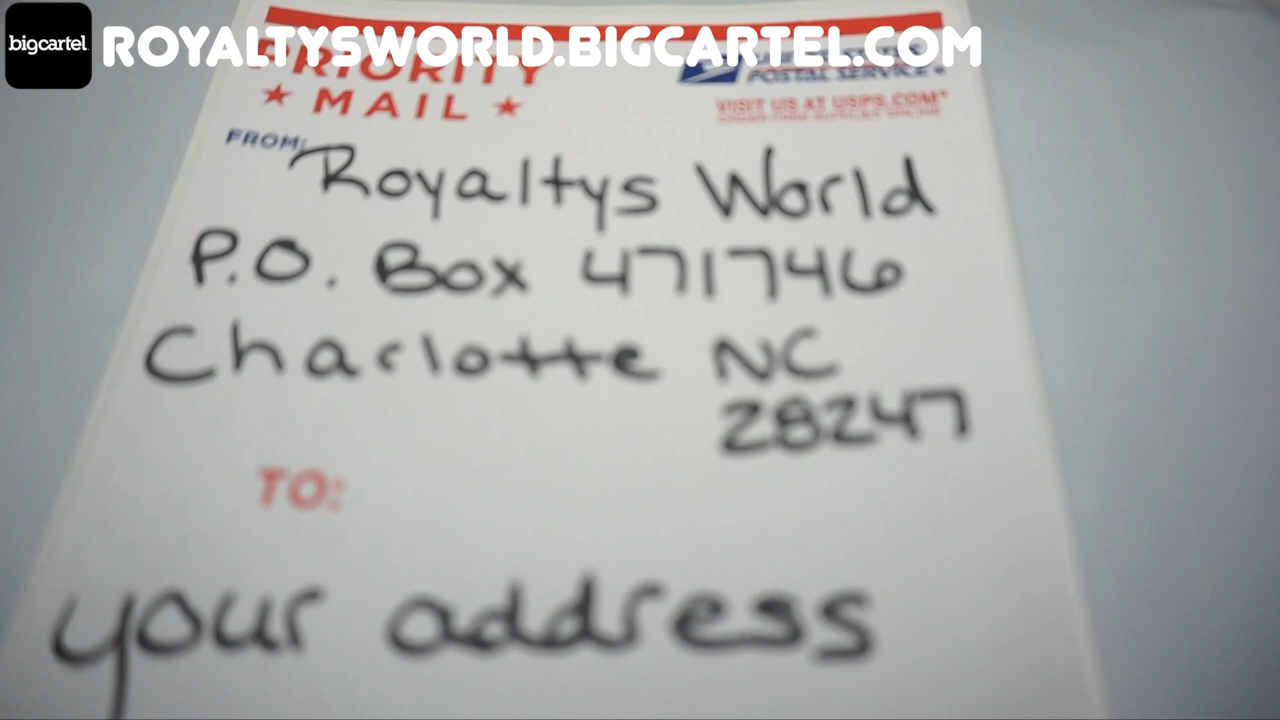 bigcartel
ROYALTYSWORLD.BIGCARTEL.COM
PRIORITY
★ MAIL ★
POSTAL SERVICE
VISIT US AT USPS.COM
FROM:
Royaltys World
P.O. Box 471746
Charlotte NC
28247
TO:
your address